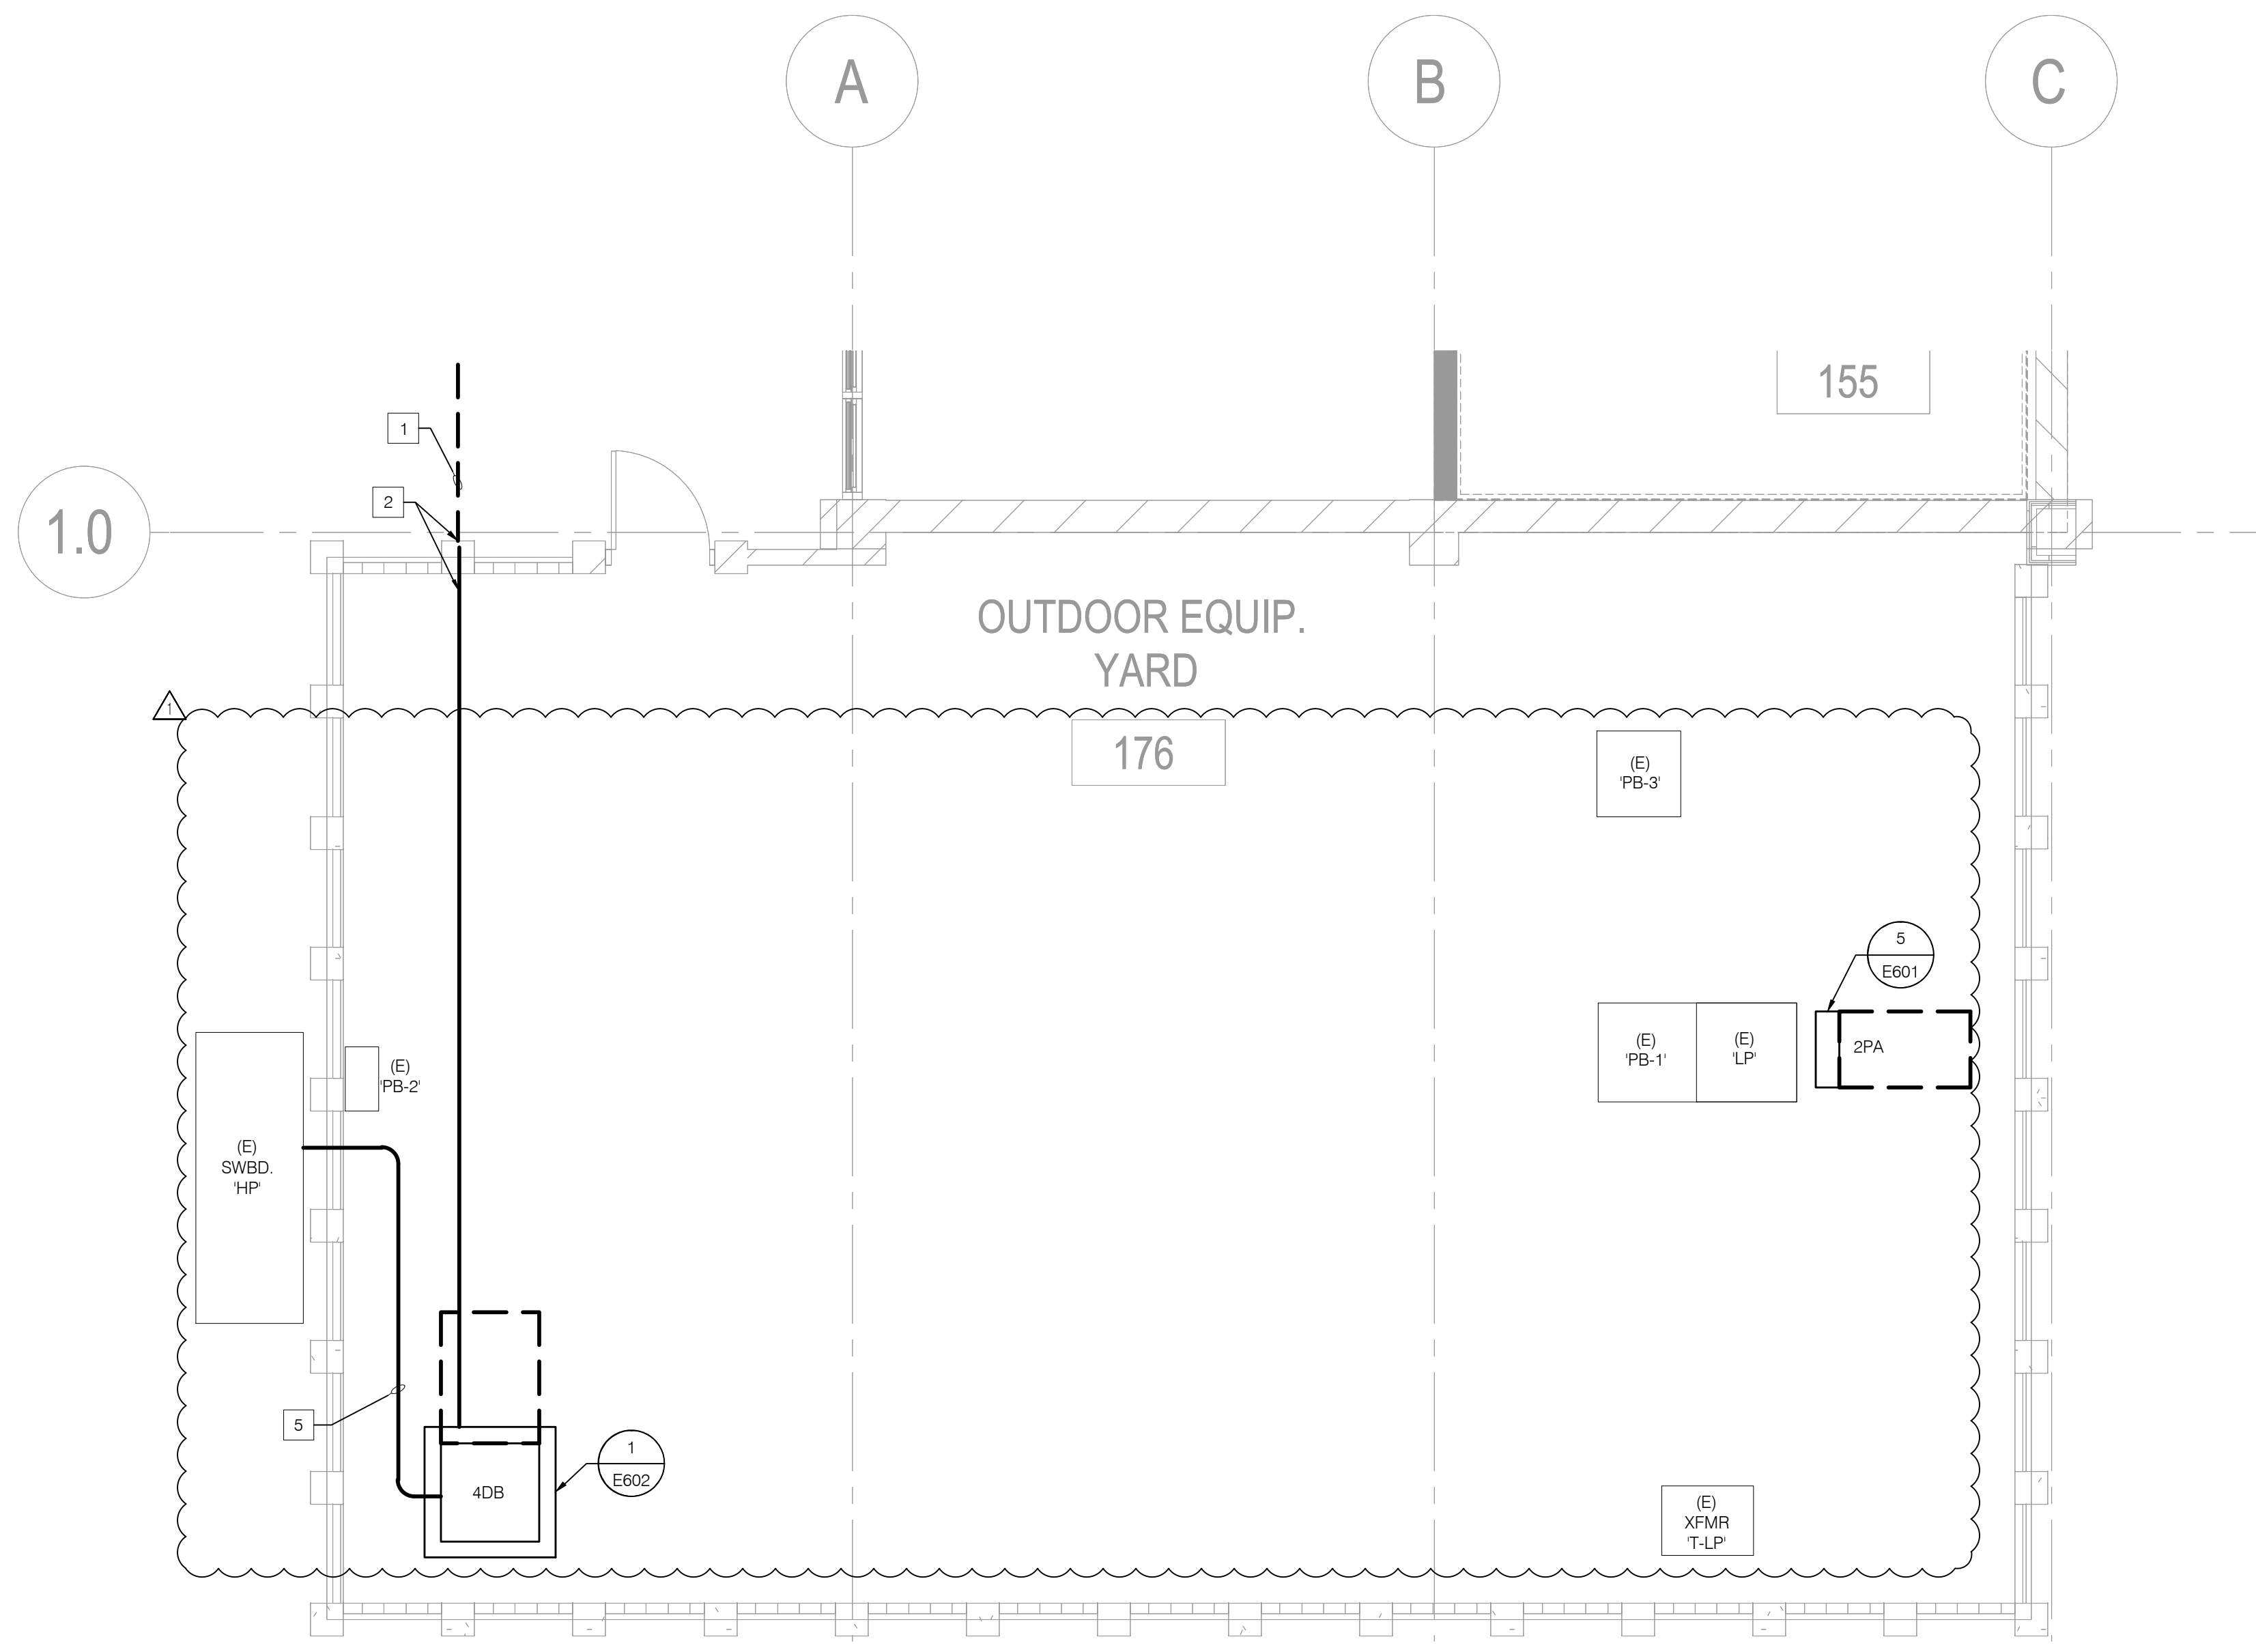 A
B
C
155
1
2
1.0
OUTDOOR EQUIP.
YARD
1
176
(E)
'PB-3'
5
E601
(E)
'PB-2'
(E)
'PB-1'
(E)
'LP'
2PA
(E)
SWBD.
'HP'
5
1
E602
4DB
(E)
XFMR
'T-LP'